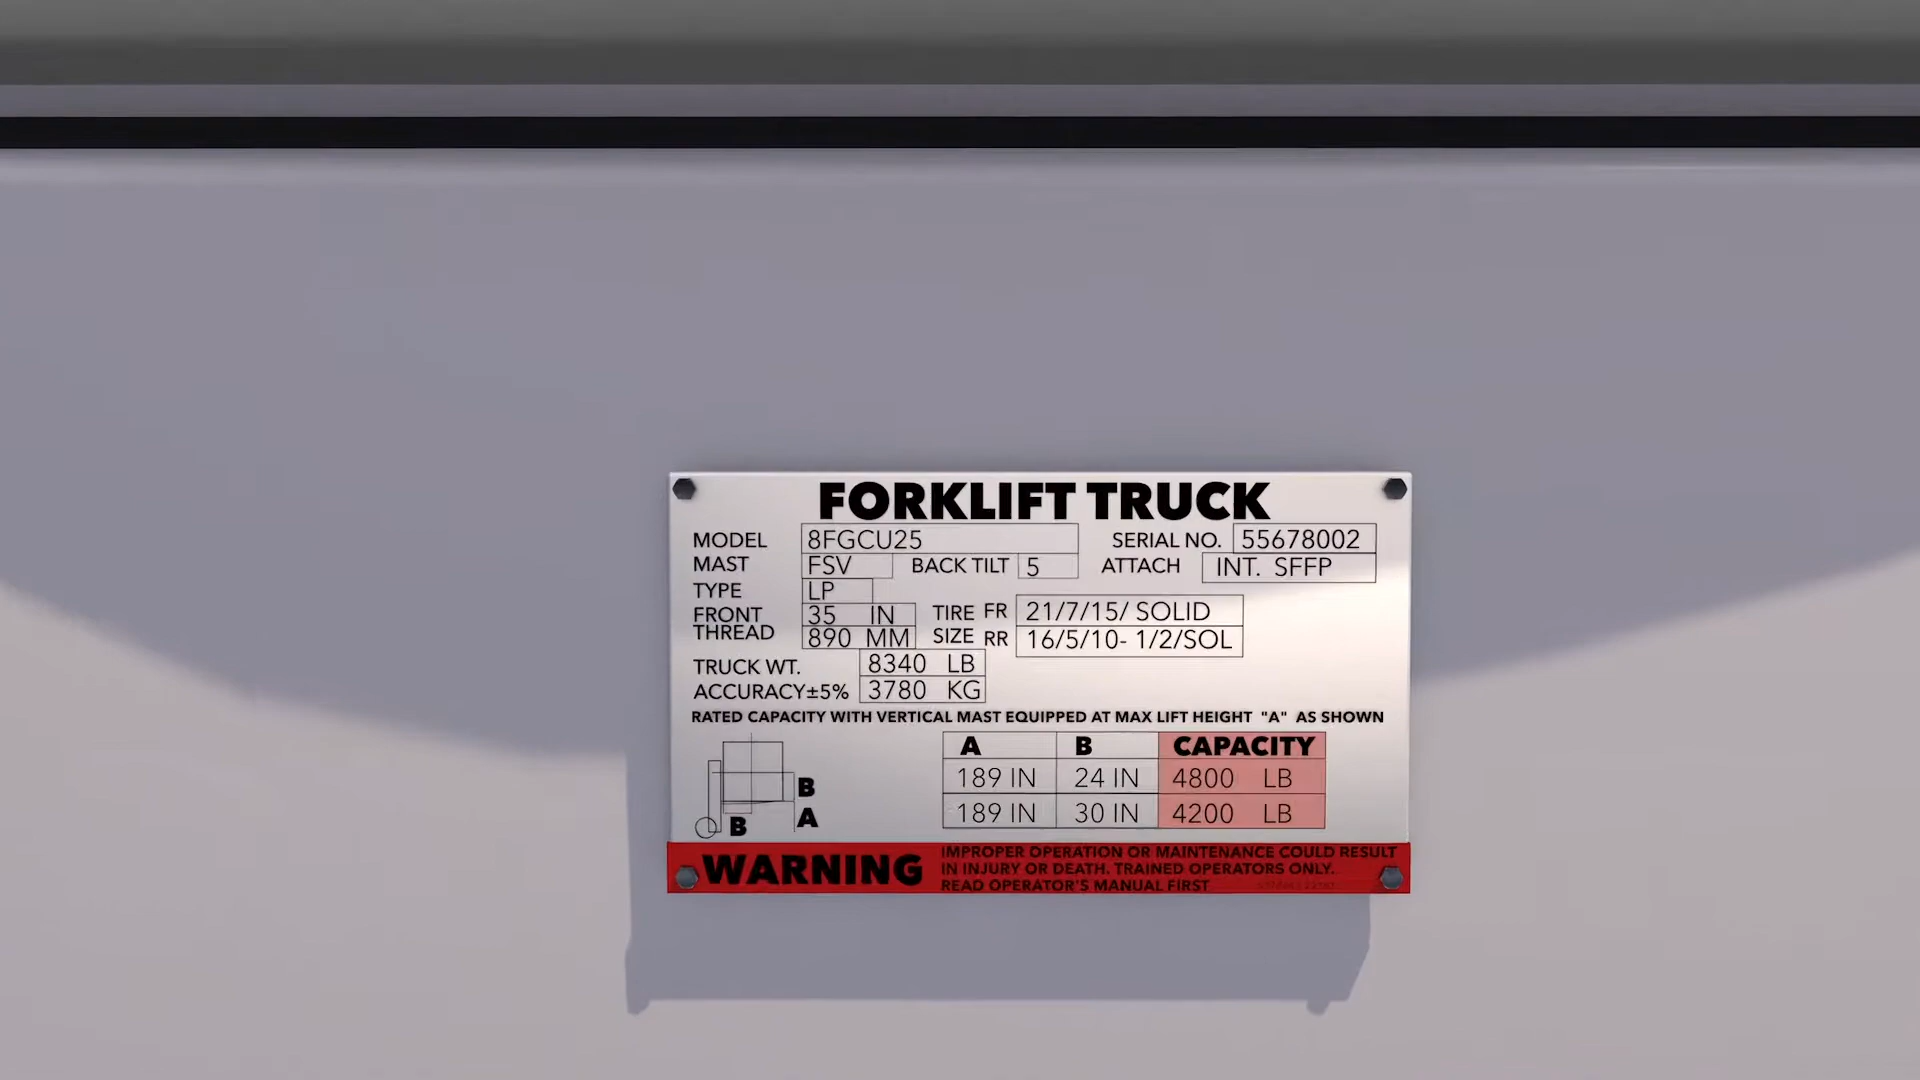 FORKLIFT TRUCK
MODEL 8FGCU25 SERIAL NO. 55678002
MAST FSV BACK TILT 5 ATTACH INT. SFFP
TYPE LP
FRONT THREAD 35 IN TIRE SIZE FR 21/7/15/ SOLID
890 MM RR 16/5/10- 1/2/SOL
TRUCK WT. 8340 LB
ACCURACY±5% 3780 KG
RATED CAPACITY WITH VERTICAL MAST EQUIPPED AT MAX LIFT HEIGHT "A" AS SHOWN
A B CAPACITY
189 IN 24 IN 4800 LB
189 IN 30 IN 4200 LB
B
A
B
WARNING
IMPROPER OPERATION OR MAINTENANCE COULD RESULT
IN INJURY OR DEATH. TRAINED OPERATORS ONLY.
READ OPERATOR'S MANUAL FIRST